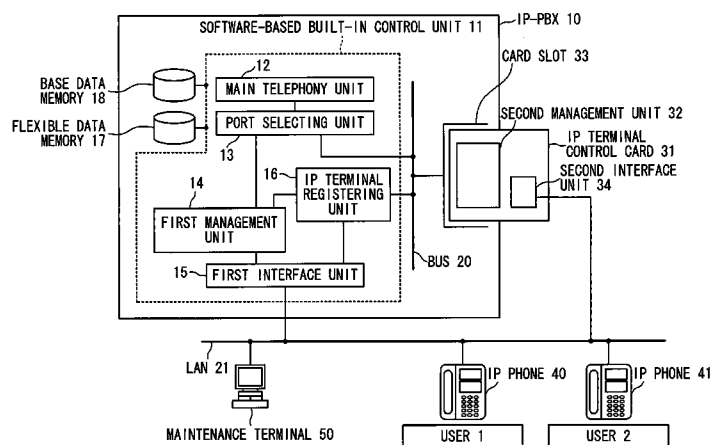 SOFTWARE-BASED BUILT-IN CONTROL UNIT 11
IP-PBX 10
CARD SLOT 33
12
BASE DATA
MEMORY 18
MAIN TELEPHONY UNIT
SECOND MANAGEMENT UNIT 32
FLEXIBLE DATA
MEMORY 17
PORT SELECTING UNIT
13
IP TERMINAL
CONTROL CARD 31
SECOND INTERFACE
UNIT 34
16
IP TERMINAL
REGISTERING
UNIT
14
FIRST MANAGEMENT
UNIT
15
FIRST INTERFACE UNIT
BUS 20
LAN 21
IP PHONE 40
IP PHONE 41
MAINTENANCE TERMINAL 50
USER 1
USER 2